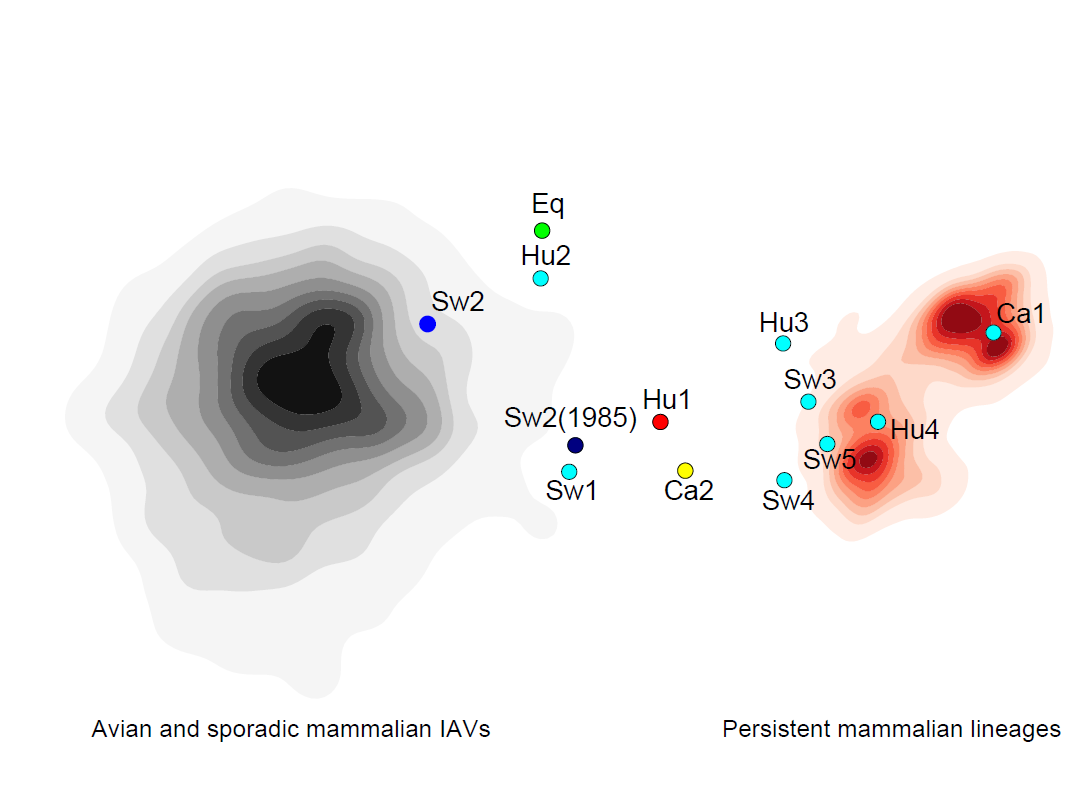 Eq
Hu2
Sw2
Ca1
Hu3
Sw3
Hu1
Sw2(1985)
Hu4
Sw5
Sw1
Ca2
Sw4
Avian and sporadic mammalian IAVs
Persistent mammalian lineages